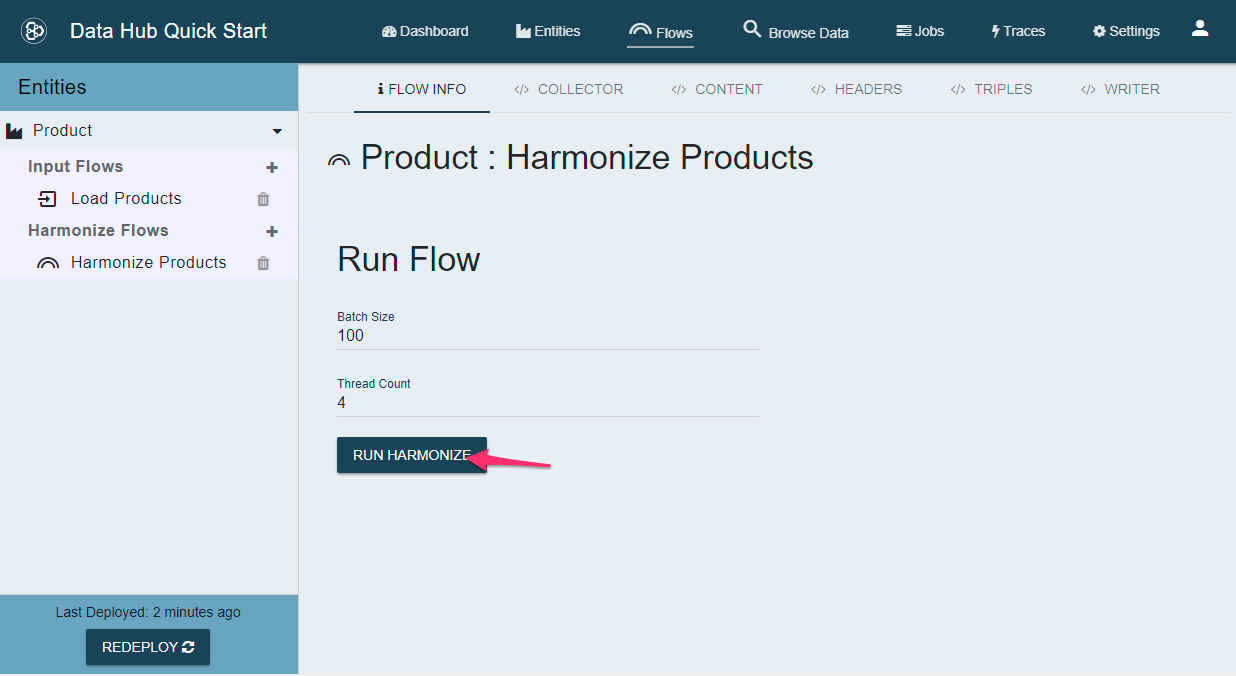 Data Hub Quick Start
Dashboard Entities Flows Browse Data Jobs Traces Settings
Entities
Product
Input Flows
Load Products
Harmonize Flows
Harmonize Products
Last Deployed: 2 minutes ago
REDEPLOY
FLOW INFO </> COLLECTOR </> CONTENT </> HEADERS </> TRIPLES </> WRITER
Product : Harmonize Products
Run Flow
Batch Size
100
Thread Count
4
RUN HARMONIZE